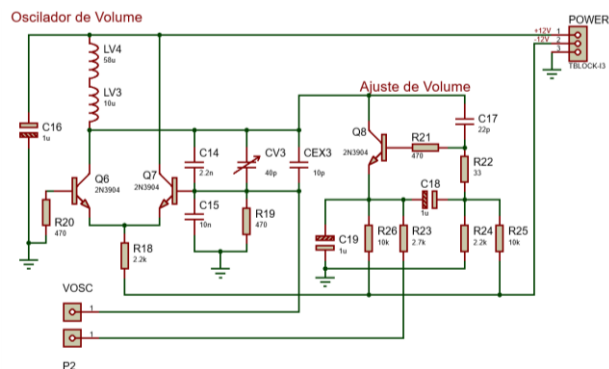 Oscilador de Volume
POWER
+12V
1
-12V
2
3
TBLOCK-I3
LV4
50u
Ajuste de Volume
LV3
10u
C16
1u
C17
22p
Q8
2N3904
R21
470
C14
2.2n
CV3
40p
CEX3
10p
R22
33
Q6
2N3904
Q7
2N3904
C18
1u
R20
470
C15
10n
R19
470
R18
2.2k
C19
1u
R26
10k
R23
2.7k
R24
2.2k
R25
10k
VOSC
1
1
P2